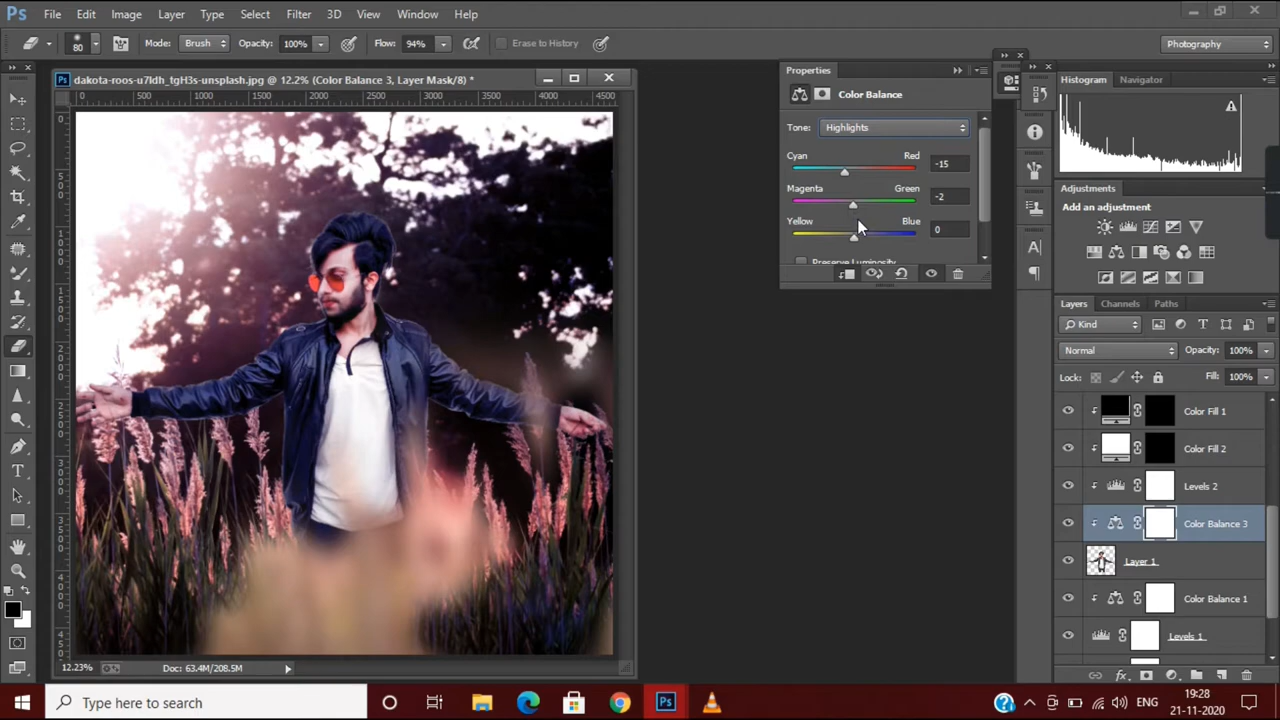 Ps File Edit Image Layer Type Select Filter 3D View Window Help
80 Mode: Brush Opacity: 100% Flow: 94% Erase to History Photography
Ps dakota-roos-u7ldh_tgH3s-unsplash.jpg @ 12.2% (Color Balance 3, Layer Mask/8) *
0 500 1000 1500 2000 2500 3000 3500 4000 4500
Properties
Color Balance
Tone: Highlights
Cyan Red -15
Magenta Green -2
Yellow Blue 0
Preserve Luminosity
Histogram Navigator
Adjustments
Add an adjustment
Layers Channels Paths
Kind
Normal Opacity: 100%
Lock: Fill: 100%
Color Fill 1
Color Fill 2
Levels 2
Color Balance 3
Layer 1
Color Balance 1
Levels 1
12.23% Doc: 63.4M/208.5M
Type here to search
Ps
ENG
19:28
21-11-2020